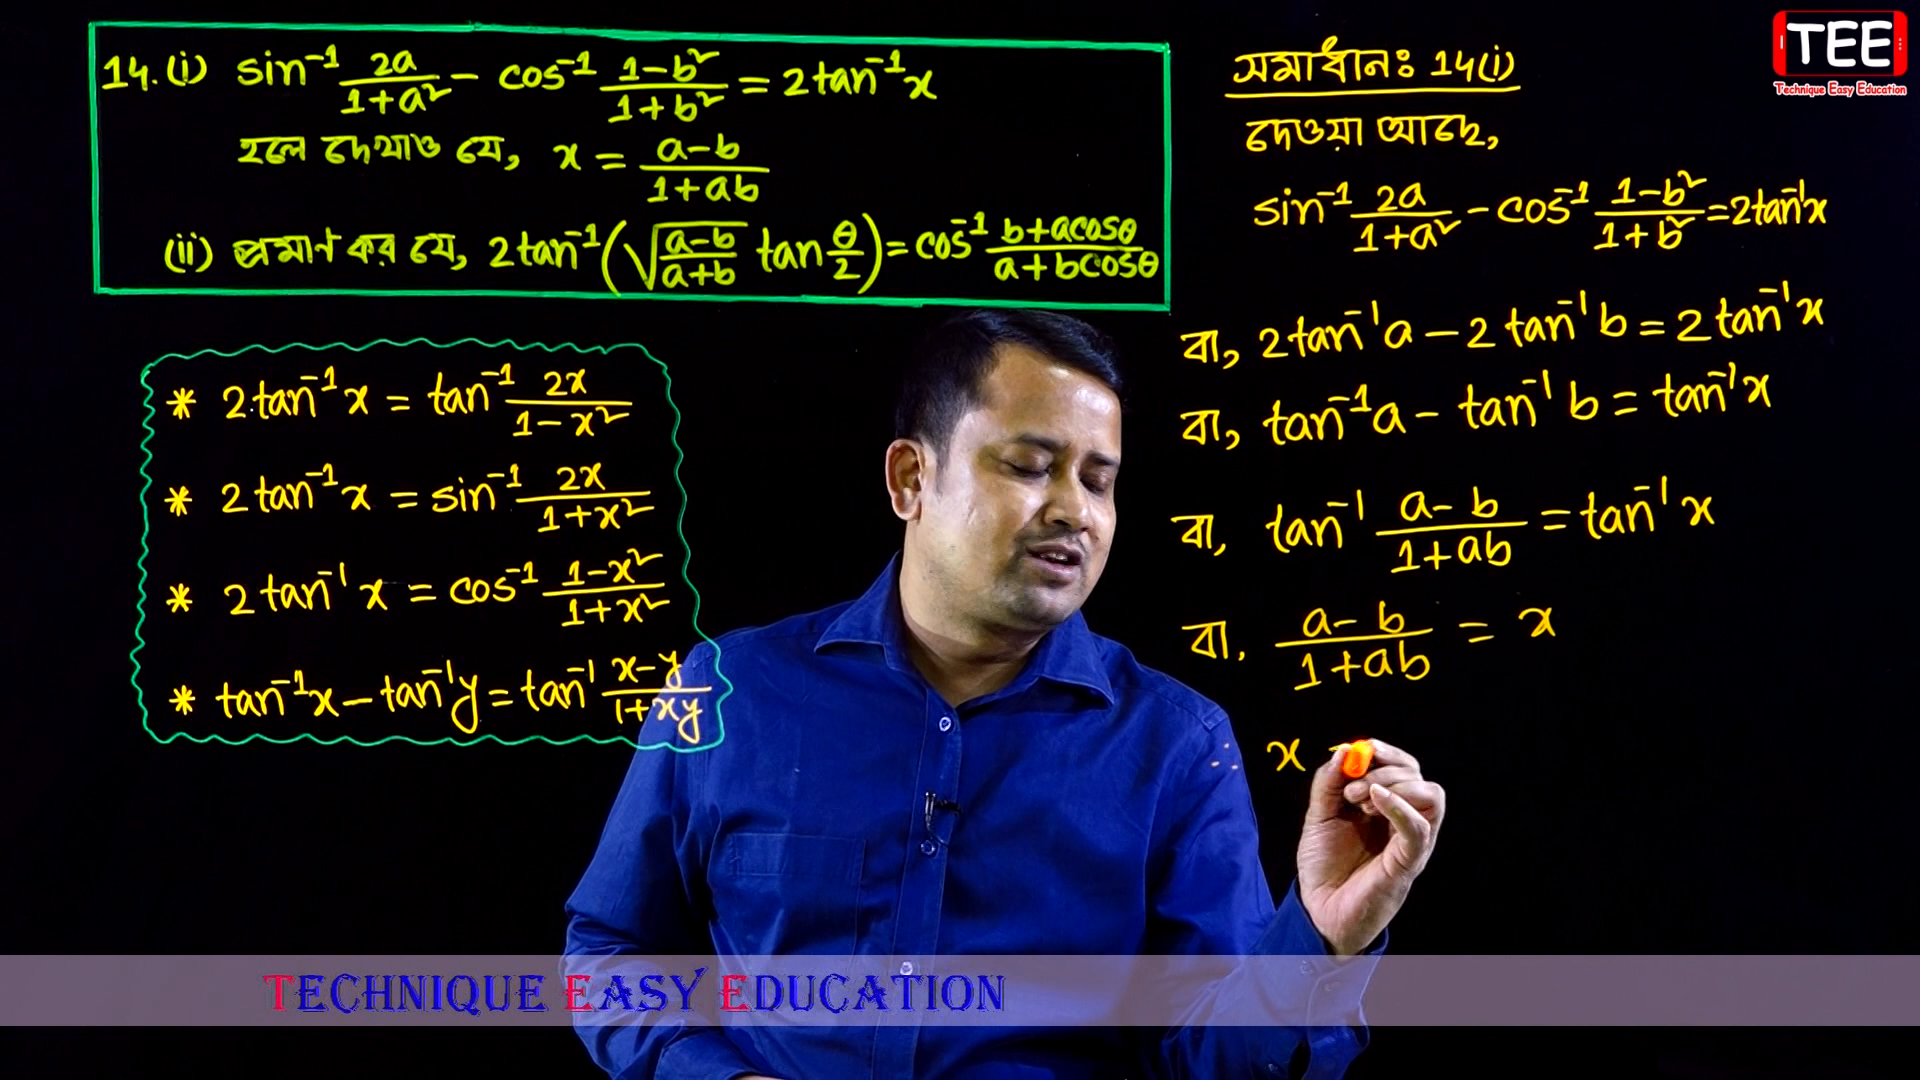 14. (i) sin⁻¹ 2a/(1+a²) − cos⁻¹ (1−b²)/(1+b²) = 2tan⁻¹x
হলে দেখাও যে, x = (a−b)/(1+ab)
(ii) প্রমাণ কর যে, 2tan⁻¹(√((a−b)/(a+b)) tan θ/2) = cos⁻¹ (b+acosθ)/(a+bcosθ)
* 2tan⁻¹x = tan⁻¹ 2x/(1−x²)
* 2tan⁻¹x = sin⁻¹ 2x/(1+x²)
* 2tan⁻¹x = cos⁻¹ (1−x²)/(1+x²)
* tan⁻¹x − tan⁻¹y = tan⁻¹ (x−y)/(1+xy)
সমাধানঃ 14(i)
দেওয়া আছে,
sin⁻¹ 2a/(1+a²) − cos⁻¹ (1−b²)/(1+b²) = 2tan⁻¹x
বা, 2tan⁻¹a − 2tan⁻¹b = 2tan⁻¹x
বা, tan⁻¹a − tan⁻¹b = tan⁻¹x
বা, tan⁻¹ (a−b)/(1+ab) = tan⁻¹x
বা, (a−b)/(1+ab) = x
∴ x
TEE
Technique Easy Education
TECHNIQUE EASY EDUCATION